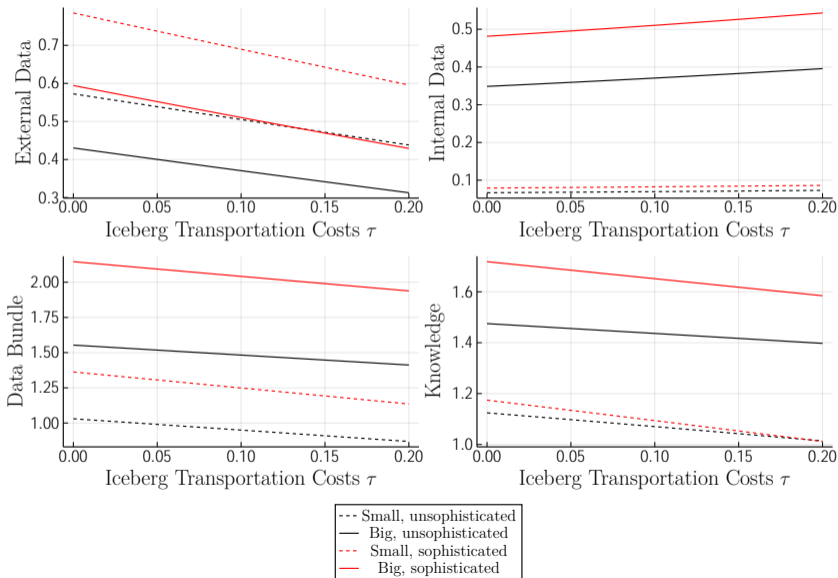 External Data
0.7
0.6
0.5
0.4
0.3
0.00 0.05 0.10 0.15 0.20
Iceberg Transportation Costs τ
Internal Data
0.5
0.4
0.3
0.2
0.1
0.00 0.05 0.10 0.15 0.20
Iceberg Transportation Costs τ
Data Bundle
2.00
1.75
1.50
1.25
1.00
0.00 0.05 0.10 0.15 0.20
Iceberg Transportation Costs τ
Knowledge
1.6
1.4
1.2
1.0
0.00 0.05 0.10 0.15 0.20
Iceberg Transportation Costs τ
Small, unsophisticated
Big, unsophisticated
Small, sophisticated
Big, sophisticated